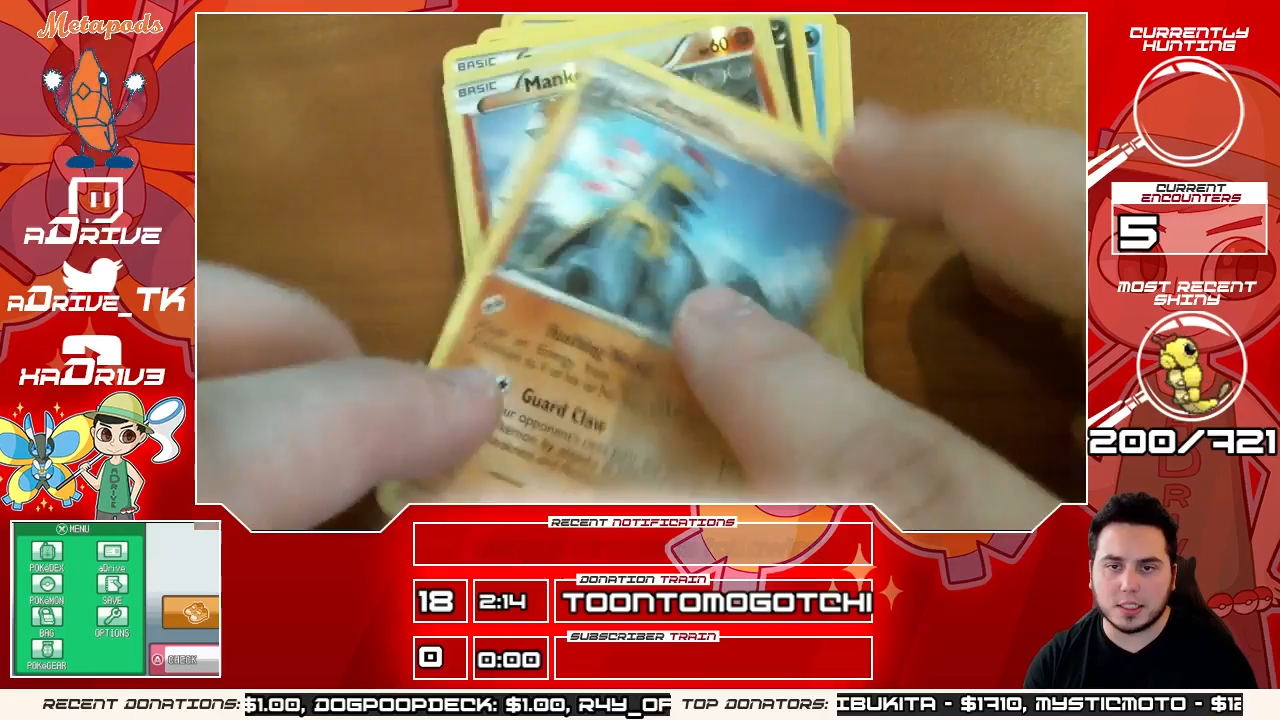 Metapods
aDrive
aDrive_TK
xaDr1v3
MENU
POKéDEX
aDrive
POKéMON
SAVE
BAG
OPTIONS
POKéGEAR
A CHECK
BASIC
60
BASIC
Manke
Guard Claw
CURRENTLY
HUNTING
CURRENT
ENCOUNTERS
5
MOST RECENT
SHINY
200/721
RECENT NOTIFICATIONS
DONATION TRAIN
18
2:14
TOONTOMOGOTCHI
SUBSCRIBER TRAIN
0
0:00
RECENT DONATIONS:
$1.00, DOGPOOPDECK: $1.00, R4Y_OF
TOP DONATORS:
IBUKITA - $1710, MYSTICMOTO - $12